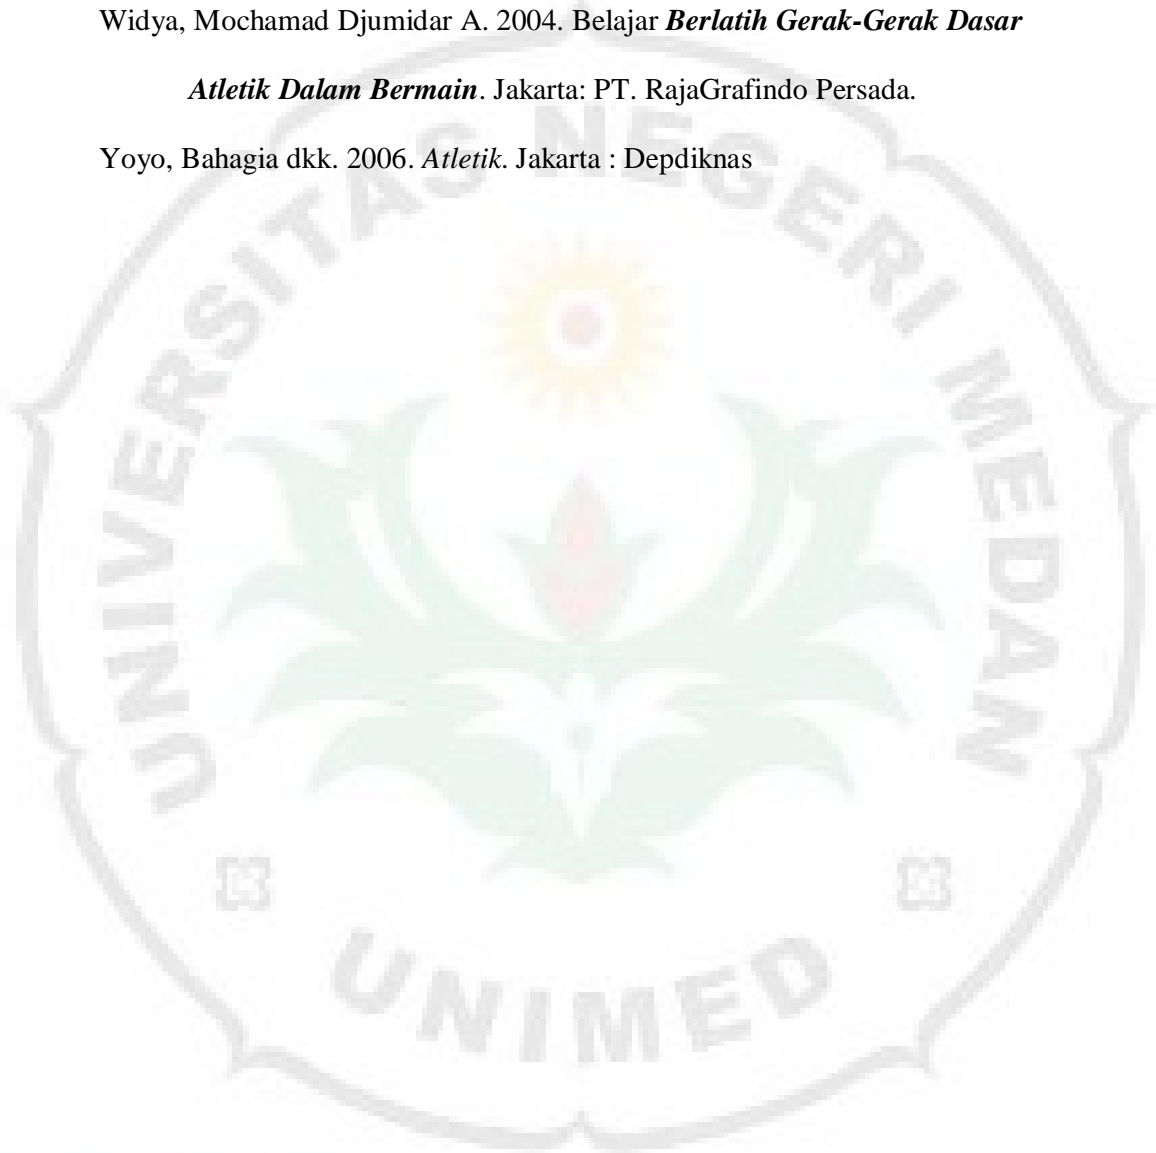 Widya, Mochamad Djumidar A. 2004. Belajar Berlatih Gerak-Gerak Dasar
Atletik Dalam Bermain. Jakarta: PT. RajaGrafindo Persada.
Yoyo, Bahagia dkk. 2006. Atletik. Jakarta : Depdiknas
UNIVERSITAS NEGERI MEDAN
UNIMED